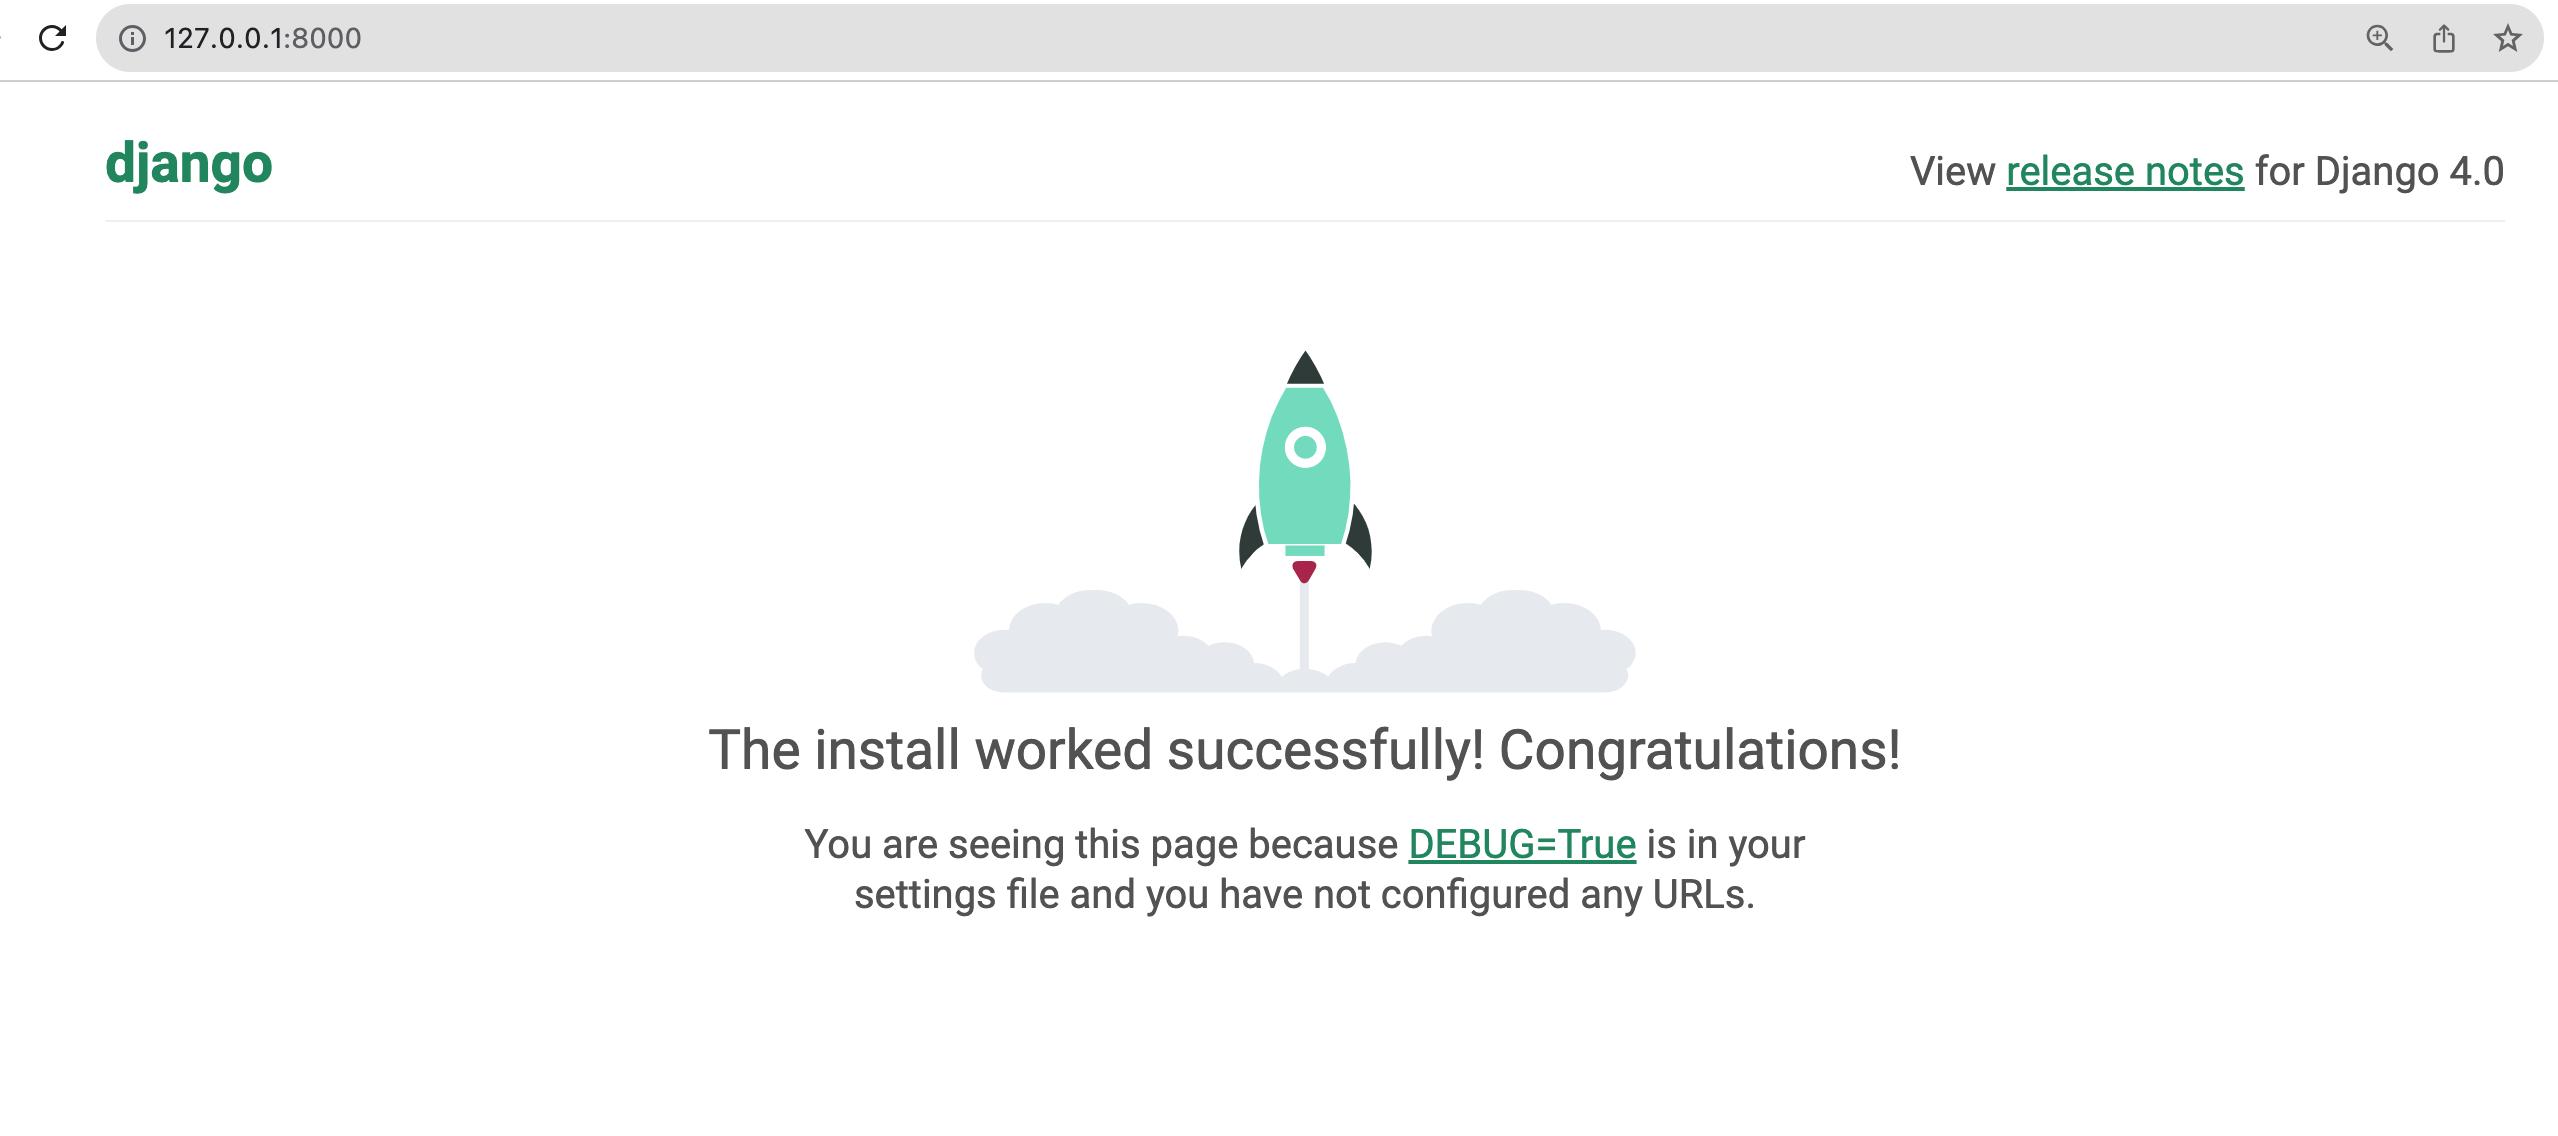 127.0.0.1:8000
django
View release notes for Django 4.0
The install worked successfully! Congratulations!
You are seeing this page because DEBUG=True is in your
settings file and you have not configured any URLs.